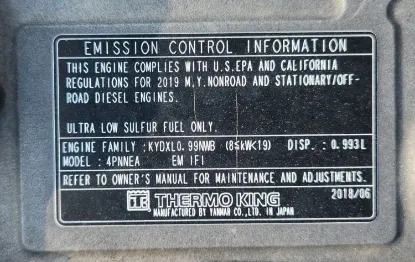 EMISSION CONTROL INFORMATION
THIS ENGINE COMPLIES WITH U.S.EPA AND CALIFORNIA
REGULATIONS FOR 2019 M.Y.NONROAD AND STATIONARY/OFF-
ROAD DIESEL ENGINES.
ULTRA LOW SULFUR FUEL ONLY.
ENGINE FAMILY :KYDXL0.99NWB (8≤kW<19) DISP. : 0.993L
MODEL : 4PNNEA EM IFI
REFER TO OWNER'S MANUAL FOR MAINTENANCE AND ADJUSTMENTS.
THERMO KING 2018/06
MANUFACTURED BY YANMAR CO.,LTD. IN JAPAN